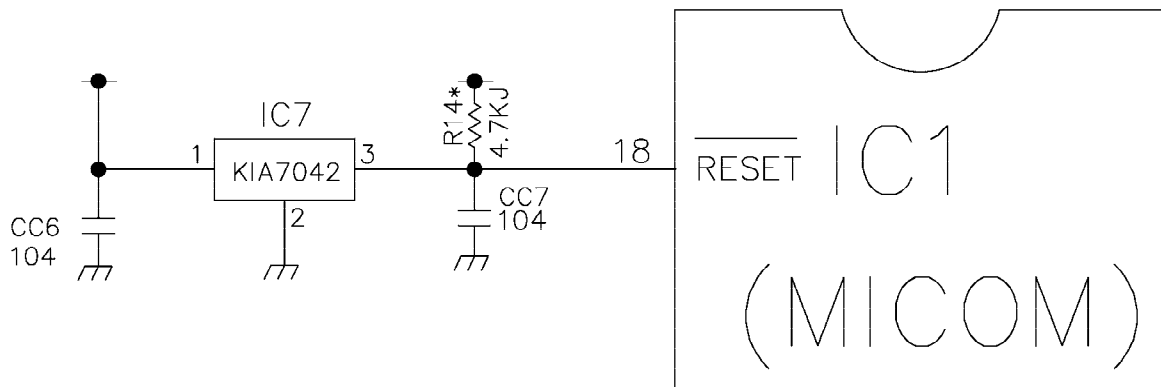 IC7
1
KIA7042
3
2
CC6
104
R14*
4.7KJ
CC7
104
18
RESET
IC1
(MICOM)